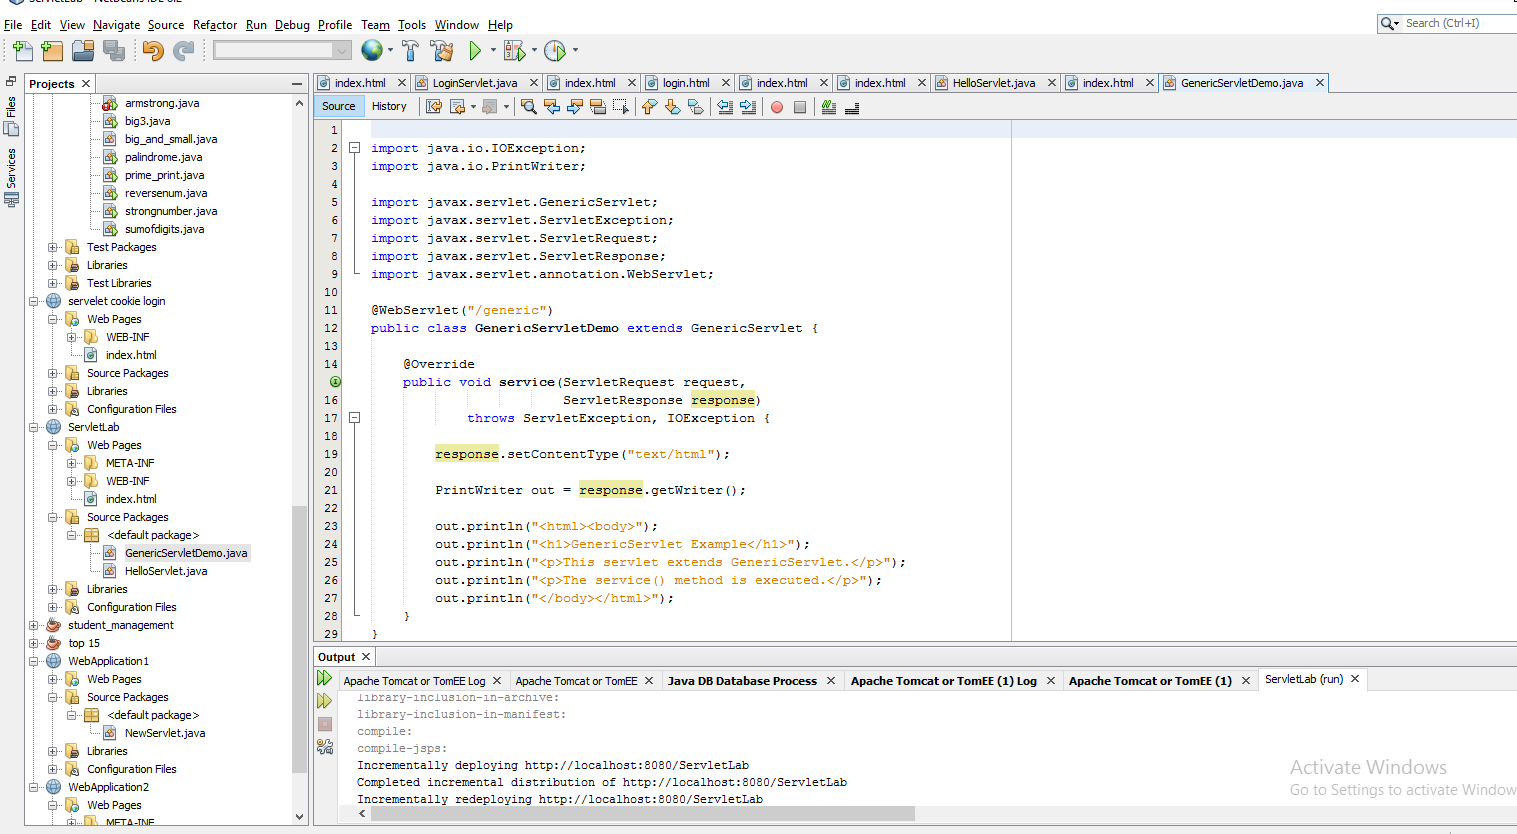 ServletLab - NetBeans IDE 8.2
File Edit View Navigate Source Refactor Run Debug Profile Team Tools Window Help
Search (Ctrl+I)
Files
Services
Projects
armstrong.java
big3.java
big_and_small.java
palindrome.java
prime_print.java
reversenum.java
strongnumber.java
sumofdigits.java
Test Packages
Libraries
Test Libraries
servelet cookie login
Web Pages
WEB-INF
index.html
Source Packages
Libraries
Configuration Files
ServletLab
Web Pages
META-INF
WEB-INF
index.html
Source Packages
<default package>
GenericServletDemo.java
HelloServlet.java
Libraries
Configuration Files
student_management
top 15
WebApplication1
Web Pages
Source Packages
<default package>
NewServlet.java
Libraries
Configuration Files
WebApplication2
Web Pages
META-INF
index.html LoginServlet.java index.html login.html index.html index.html HelloServlet.java index.html GenericServletDemo.java
Source History
1
2 import java.io.IOException;
3 import java.io.PrintWriter;
4
5 import javax.servlet.GenericServlet;
6 import javax.servlet.ServletException;
7 import javax.servlet.ServletRequest;
8 import javax.servlet.ServletResponse;
9 import javax.servlet.annotation.WebServlet;
10
11 @WebServlet("/generic")
12 public class GenericServletDemo extends GenericServlet {
13
14 @Override
public void service(ServletRequest request,
16 ServletResponse response)
17 throws ServletException, IOException {
18
19 response.setContentType("text/html");
20
21 PrintWriter out = response.getWriter();
22
23 out.println("<html><body>");
24 out.println("<h1>GenericServlet Example</h1>");
25 out.println("<p>This servlet extends GenericServlet.</p>");
26 out.println("<p>The service() method is executed.</p>");
27 out.println("</body></html>");
28 }
29 }
Output
Apache Tomcat or TomEE Log Apache Tomcat or TomEE Java DB Database Process Apache Tomcat or TomEE (1) Log Apache Tomcat or TomEE (1) ServletLab (run)
library-inclusion-in-archive:
library-inclusion-in-manifest:
compile:
compile-jsps:
Incrementally deploying http://localhost:8080/ServletLab
Completed incremental distribution of http://localhost:8080/ServletLab
Incrementally redeploying http://localhost:8080/ServletLab
Activate Windows
Go to Settings to activate Window